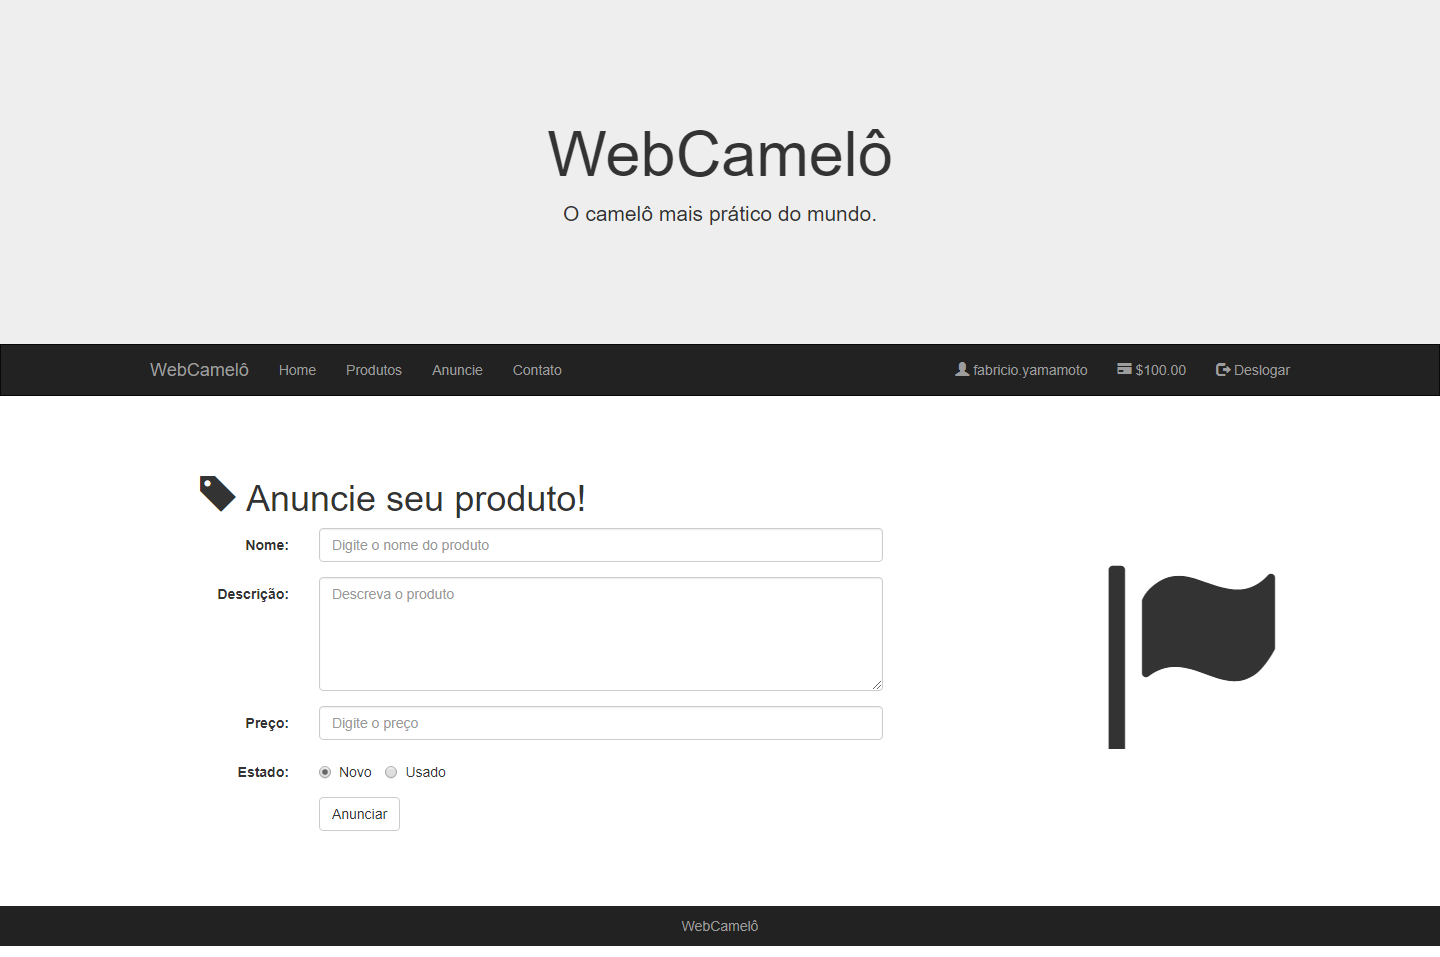 WebCamelô
O camelô mais prático do mundo.
WebCamelô Home Produtos Anuncie Contato fabricio.yamamoto $100.00 Deslogar
Anuncie seu produto!
Nome: Digite o nome do produto
Descrição: Descreva o produto
Preço: Digite o preço
Estado: Novo Usado
Anunciar
WebCamelô